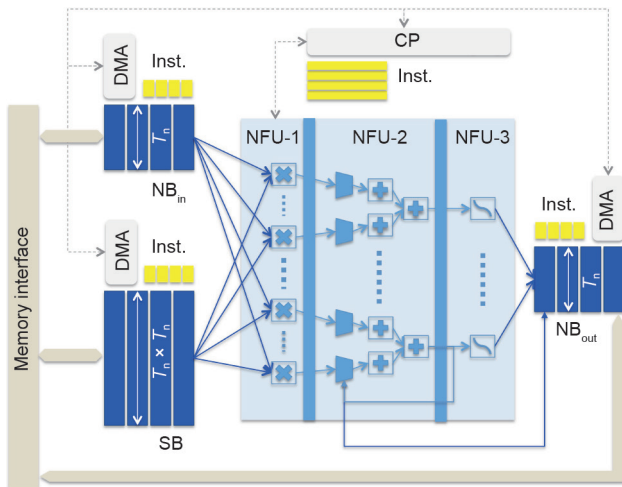 CP
DMA
Inst.
Inst.
Tn
NBin
NFU-1
NFU-2
NFU-3
DMA
Inst.
Inst.
DMA
Tn
NBout
Tn × Tn
SB
Memory interface